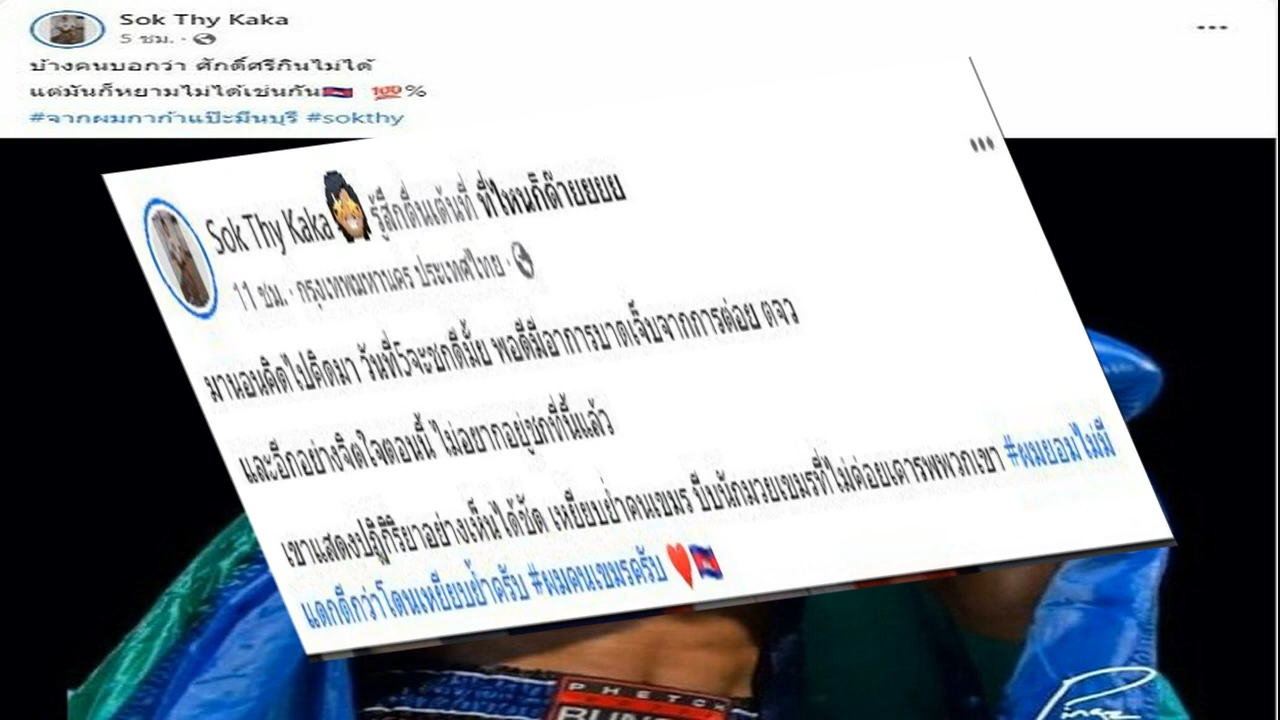 Sok Thy Kaka
5 ชม. ·
บ้างคนบอกว่า ศักดิ์ศรีกินไม่ได้
แต่มันก็หยามไม่ได้เช่นกัน🇰🇭 💯%
#จากผมกาก้าแป๊ะมีนบุรี #sokthy
Sok Thy Kaka รู้สึกตื่นเต้นที่ ที่ไหนก้ด๊ายยยย
11 ชม. · กรุงเทพมหานคร ประเทศไทย ·
มานอนคิดไปคิดมา วันที่5จะชกดีมั้ย พอดีมีอาการบาดเจ็บจากการต่อย ตจว
และอีกอย่างจิตใจตอนนี้ ไม่อยากอยู่ชกที่นี้แล้ว
เขาแสดงปฏิกิริยาอย่างเห็นได้ชัด เหยียบย่ำคนเขมร บีบนักมวยเขมรที่ไม่ค่อยเคารพพวกเขา #ผมยอมไม่มี
แดกดีกว่าโดนเหยียบย้ำครับ #ผมคนเขมรครับ ❤️🇰🇭
PHETCH